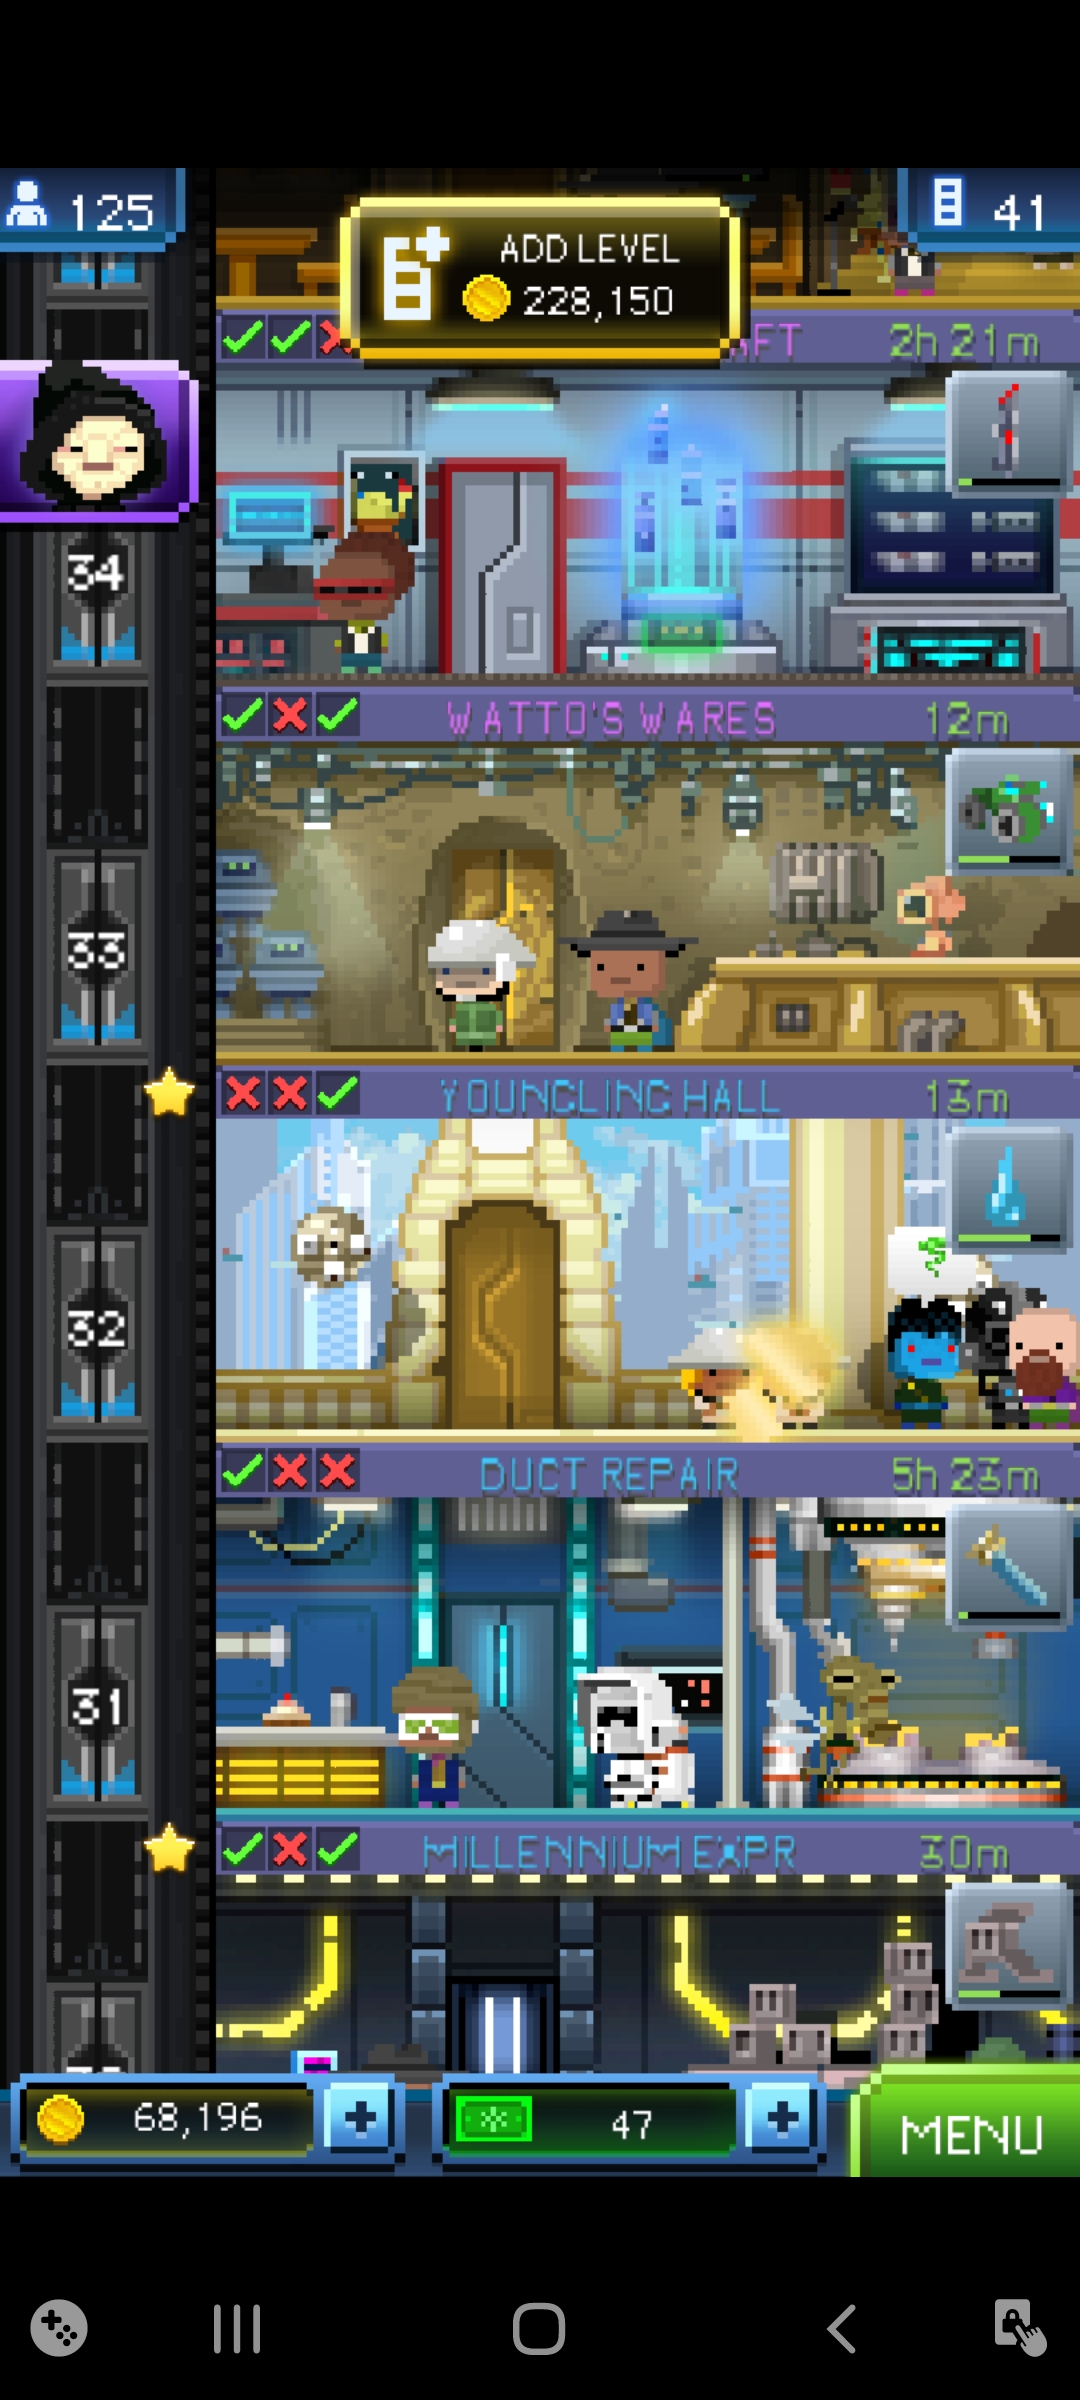 125
ADD LEVEL
228,150
41
AFT
2h 21m
34
WATTO'S WARES
12m
33
YOUNGLING HALL
13m
32
DUCT REPAIR
5h 23m
31
MILLENNIUM EXPR
30m
68,196
47
MENU